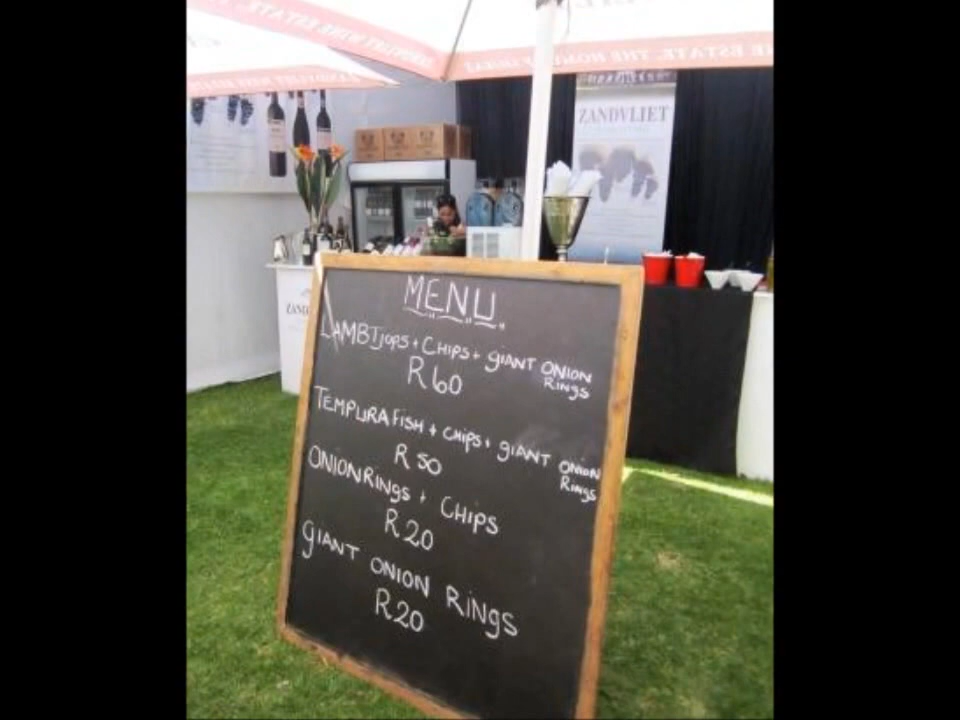 ZANDVLIET
MENU
LAMBTJOPS + CHIPS + GIANT ONION
RINGS
R60
TEMPURA FISH + CHIPS + GIANT ONION
RINGS
R50
ONION RINGS + CHIPS
R20
GIANT ONION RINGS
R20